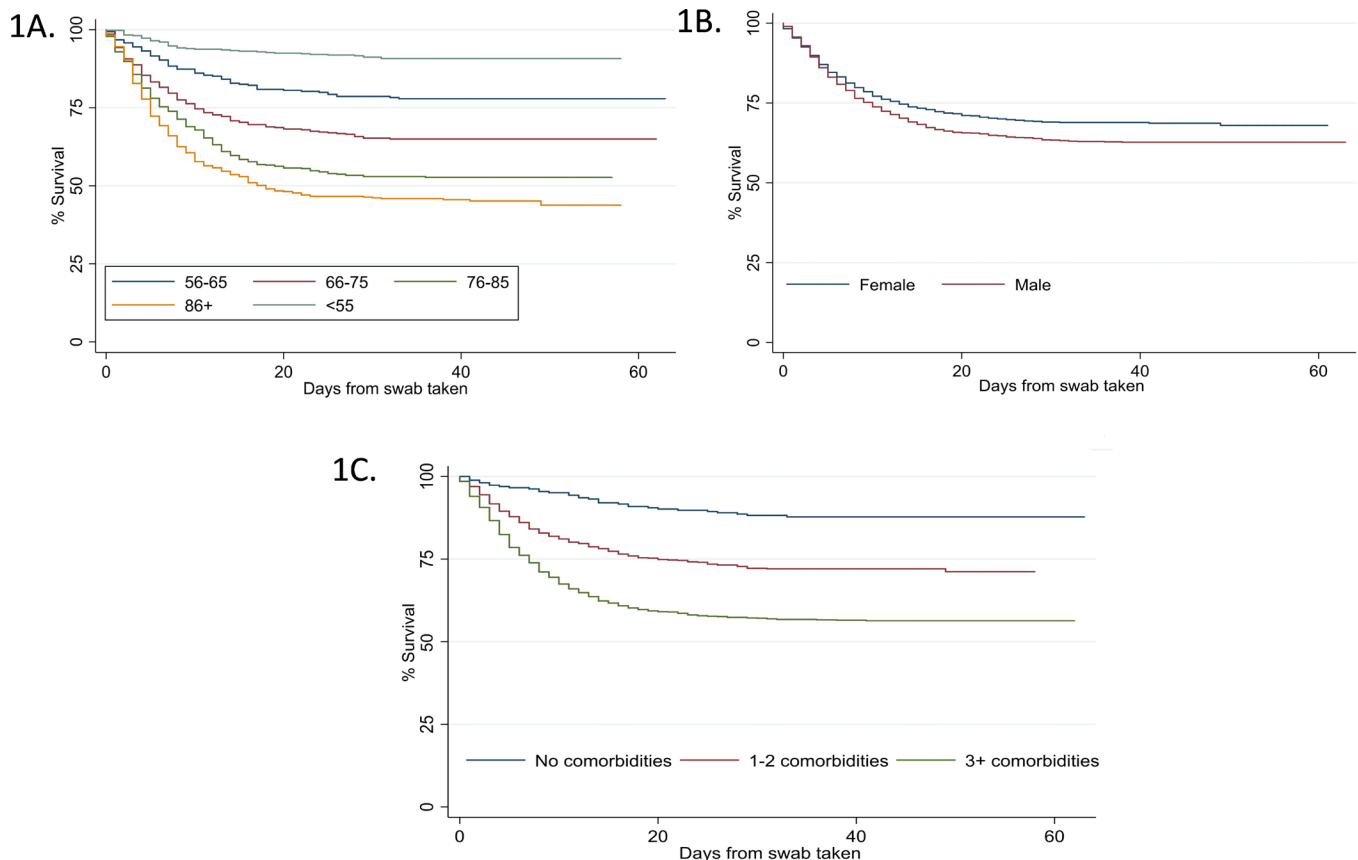 1A.
% Survival
100
75
50
25
0
56-65 66-75 76-85
86+ <55
0 20 40 60
Days from swab taken
1B.
% Survival
100
75
50
25
0
Female Male
0 20 40 60
Days from swab taken
1C.
% Survival
100
75
50
25
0
No comorbidities 1-2 comorbidities 3+ comorbidities
0 20 40 60
Days from swab taken